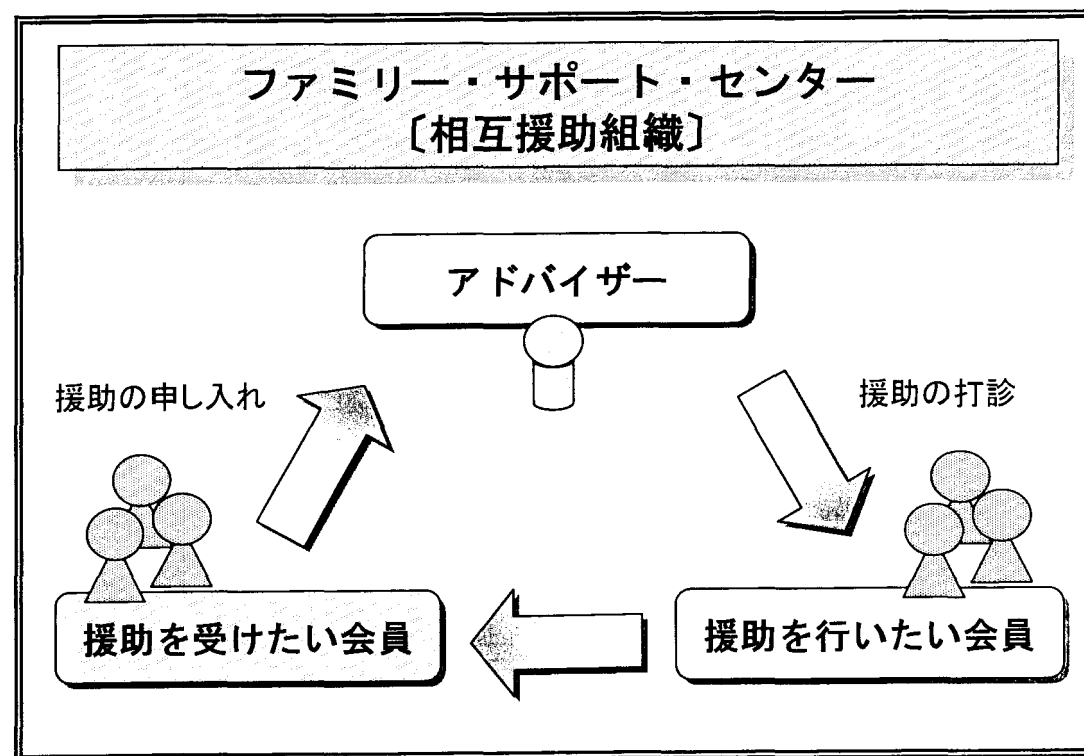 ファミリー・サポート・センター
〔相互援助組織〕
アドバイザー
援助の申し入れ
援助の打診
援助を受けたい会員
援助を行いたい会員